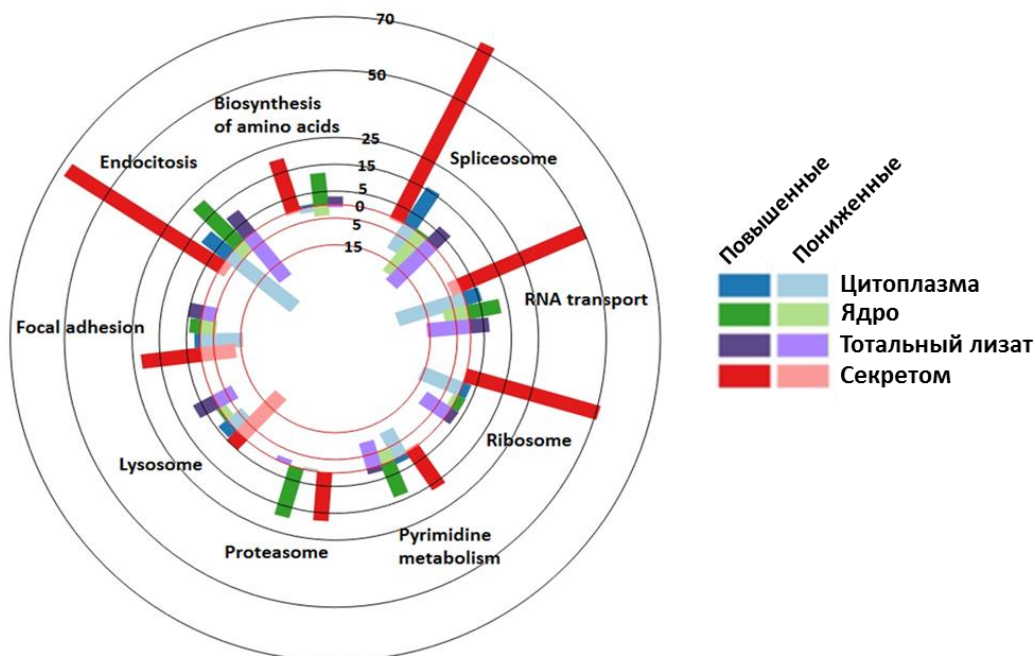 70
50
25
15
5
0
5
15
Biosynthesis
of amino acids
Endocitosis
Spliceosome
RNA transport
Focal adhesion
Ribosome
Lysosome
Pyrimidine
metabolism
Proteasome
Повышенные
Пониженные
Цитоплазма
Ядро
Тотальный лизат
Секретом